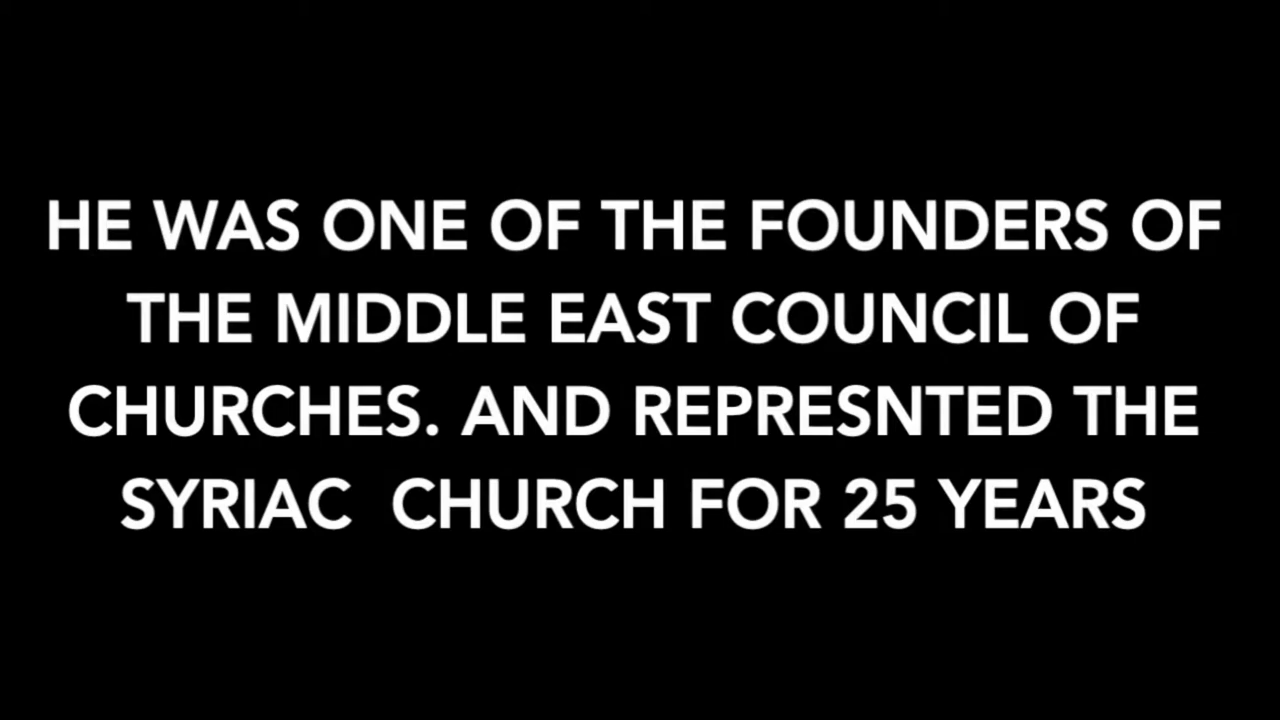 HE WAS ONE OF THE FOUNDERS OF
THE MIDDLE EAST COUNCIL OF
CHURCHES. AND REPRESNTED THE
SYRIAC  CHURCH FOR 25 YEARS